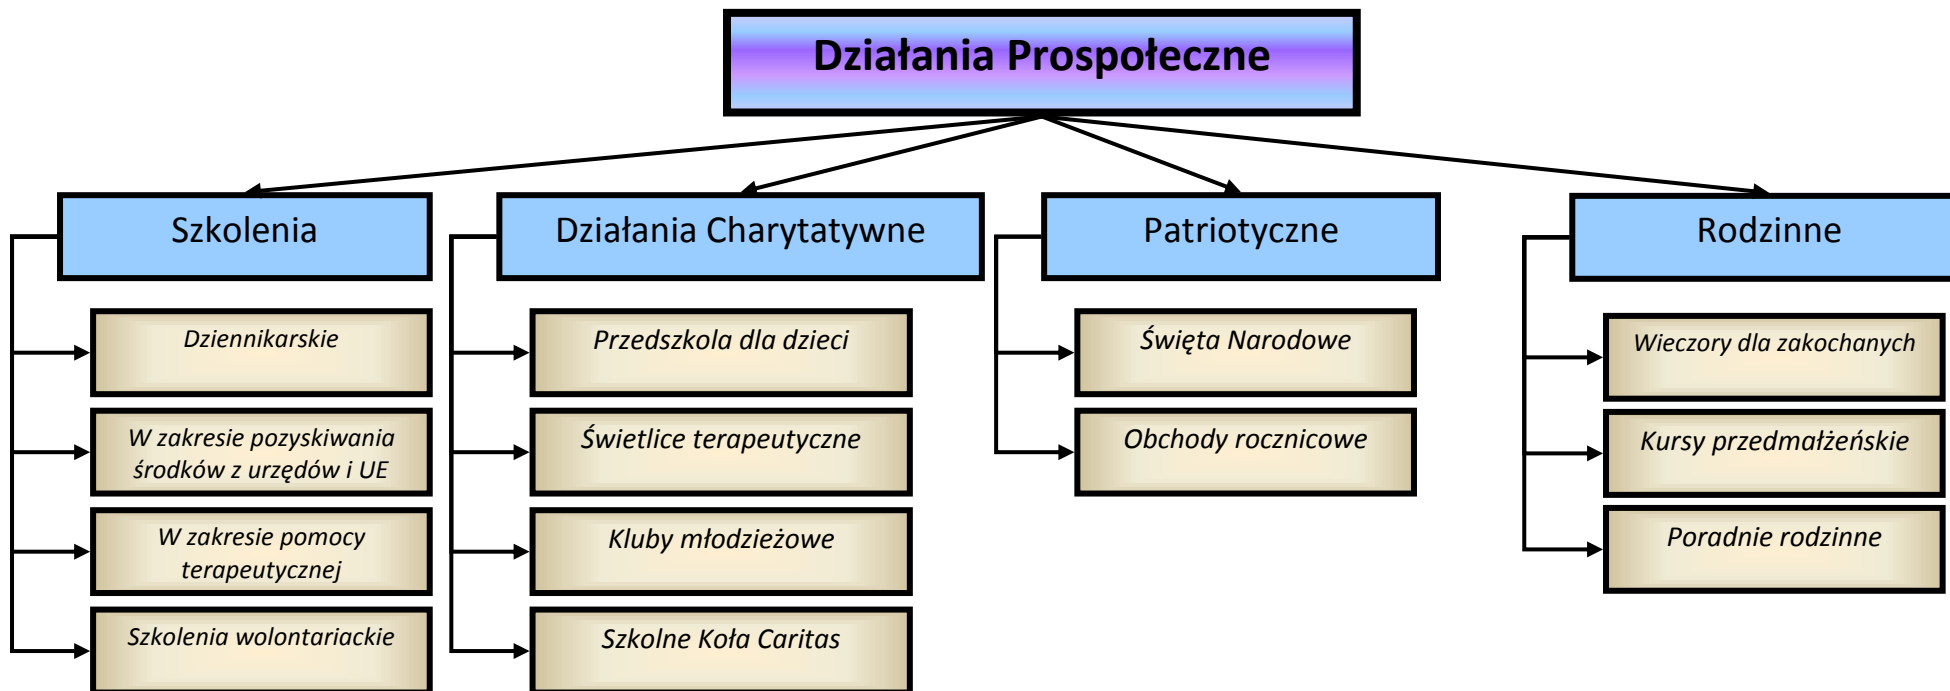 Działania Prospołeczne
Szkolenia
Dziennikarskie
W zakresie pozyskiwania
środków z urzędów i UE
W zakresie pomocy
terapeutycznej
Szkolenia wolontariackie
Działania Charytatywne
Przedszkola dla dzieci
Świetlice terapeutyczne
Kluby młodzieżowe
Szkolne Koła Caritas
Patriotyczne
Święta Narodowe
Obchody rocznicowe
Rodzinne
Wieczory dla zakochanych
Kursy przedmałżeńskie
Poradnie rodzinne